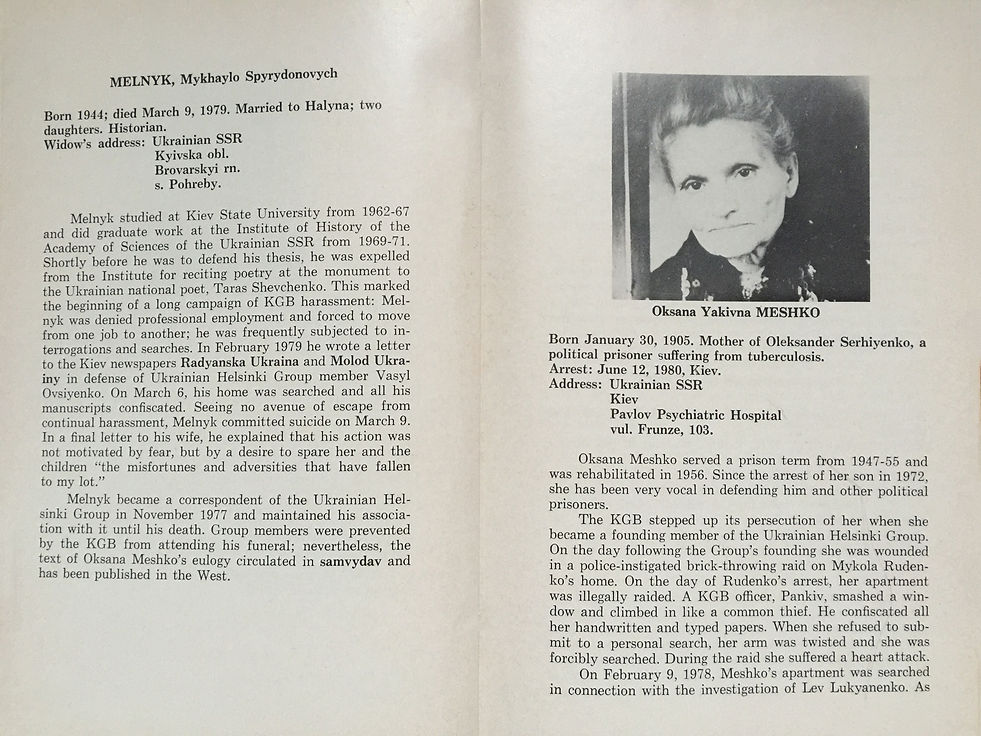 MELNYK, Mykhaylo Spyrydonovych
Born 1944; died March 9, 1979. Married to Halyna; two
daughters. Historian.
Widow's address: Ukrainian SSR
Kyivska obl.
Brovarskyi rn.
s. Pohreby.
Melnyk studied at Kiev State University from 1962-67
and did graduate work at the Institute of History of the
Academy of Sciences of the Ukrainian SSR from 1969-71.
Shortly before he was to defend his thesis, he was expelled
from the Institute for reciting poetry at the monument to
the Ukrainian national poet, Taras Shevchenko. This marked
the beginning of a long campaign of KGB harassment: Mel-
nyk was denied professional employment and forced to move
from one job to another; he was frequently subjected to in-
terrogations and searches. In February 1979 he wrote a letter
to the Kiev newspapers Radyanska Ukraina and Molod Ukra-
iny in defense of Ukrainian Helsinki Group member Vasyl
Ovsiyenko. On March 6, his home was searched and all his
manuscripts confiscated. Seeing no avenue of escape from
continual harassment, Melnyk committed suicide on March 9.
In a final letter to his wife, he explained that his action was
not motivated by fear, but by a desire to spare her and the
children "the misfortunes and adversities that have fallen
to my lot."
Melnyk became a correspondent of the Ukrainian Hel-
sinki Group in November 1977 and maintained his associa-
tion with it until his death. Group members were prevented
by the KGB from attending his funeral; nevertheless, the
text of Oksana Meshko's eulogy circulated in samvydav and
has been published in the West.
Oksana Yakivna MESHKO
Born January 30, 1905. Mother of Oleksander Serhiyenko, a
political prisoner suffering from tuberculosis.
Arrest: June 12, 1980, Kiev.
Address: Ukrainian SSR
Kiev
Pavlov Psychiatric Hospital
vul. Frunze, 103.
Oksana Meshko served a prison term from 1947-55 and
was rehabilitated in 1956. Since the arrest of her son in 1972,
she has been very vocal in defending him and other political
prisoners.
The KGB stepped up its persecution of her when she
became a founding member of the Ukrainian Helsinki Group.
On the day following the Group's founding she was wounded
in a police-instigated brick-throwing raid on Mykola Ruden-
ko's home. On the day of Rudenko's arrest, her apartment
was illegally raided. A KGB officer, Pankiv, smashed a win-
dow and climbed in like a common thief. He confiscated all
her handwritten and typed papers. When she refused to sub-
mit to a personal search, her arm was twisted and she was
forcibly searched. During the raid she suffered a heart attack.
On February 9, 1978, Meshko's apartment was searched
in connection with the investigation of Lev Lukyanenko. As